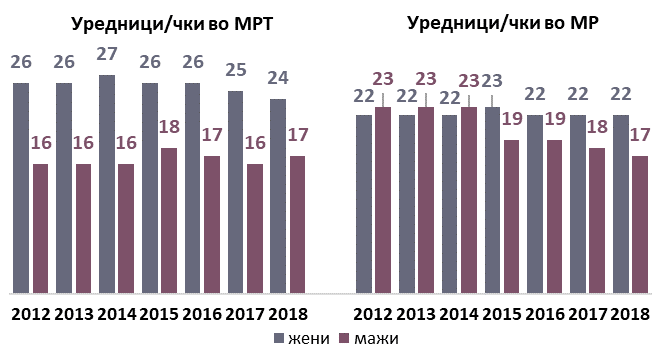 Уредници/чки во МРТ
26 26 27 26 26 25 24
16 16 16 18 17 16 17
2012 2013 2014 2015 2016 2017 2018
Уредници/чки во МР
22 22 22 23 22 22 22
23 23 23 19 19 18 17
2012 2013 2014 2015 2016 2017 2018
жени мажи